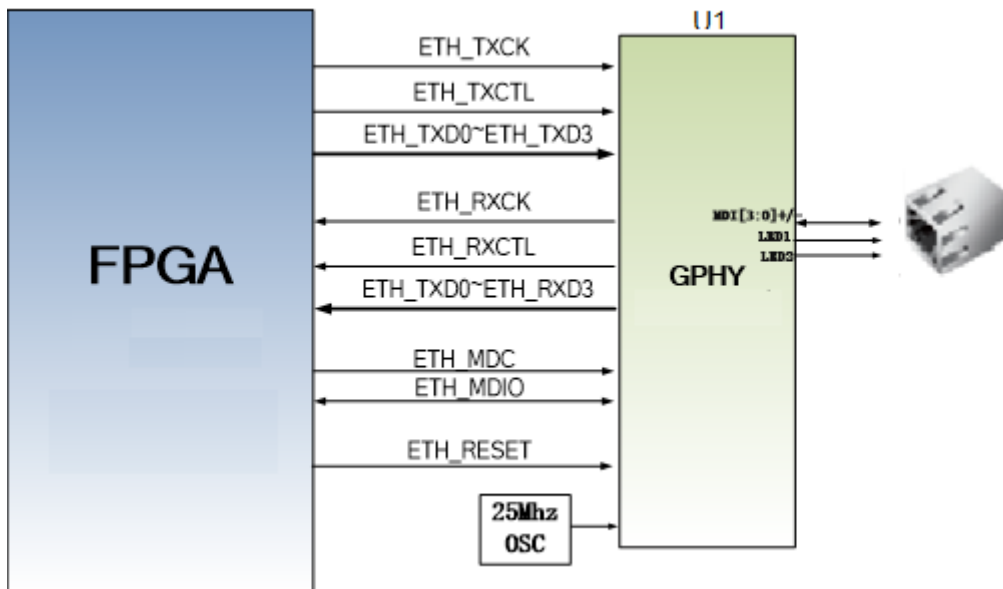 U1
ETH_TXCK
ETH_TXCTL
ETH_TXD0~ETH_TXD3
ETH_RXCK
ETH_RXCTL
ETH_TXD0~ETH_RXD3
ETH_MDC
ETH_MDIO
ETH_RESET
25Mhz
OSC
FPGA
GPHY
MDI[3:0]+/-
LED1
LED2